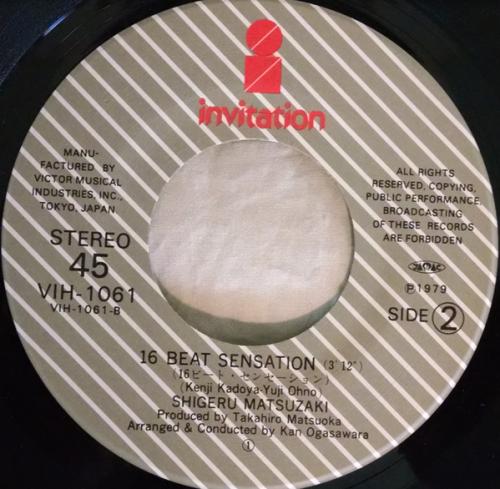 invitation
MANU-
FACTURED BY
VICTOR MUSICAL
INDUSTRIES, INC.,
TOKYO, JAPAN
STEREO
45
VIH-1061
VIH-1061-B
ALL RIGHTS
RESERVED, COPYING,
PUBLIC PERFORMANCE,
BROADCASTING
OF THESE RECORDS
ARE FORBIDDEN
JASRAC
Ⓟ1979
SIDE ②
16 BEAT SENSATION (3'12")
(16ビート・センセーション)
(Kenji Kadoya-Yuji Ohno)
SHIGERU MATSUZAKI
Produced by Takahiro Matsuoka
Arranged & Conducted by Kan Ogasawara
①